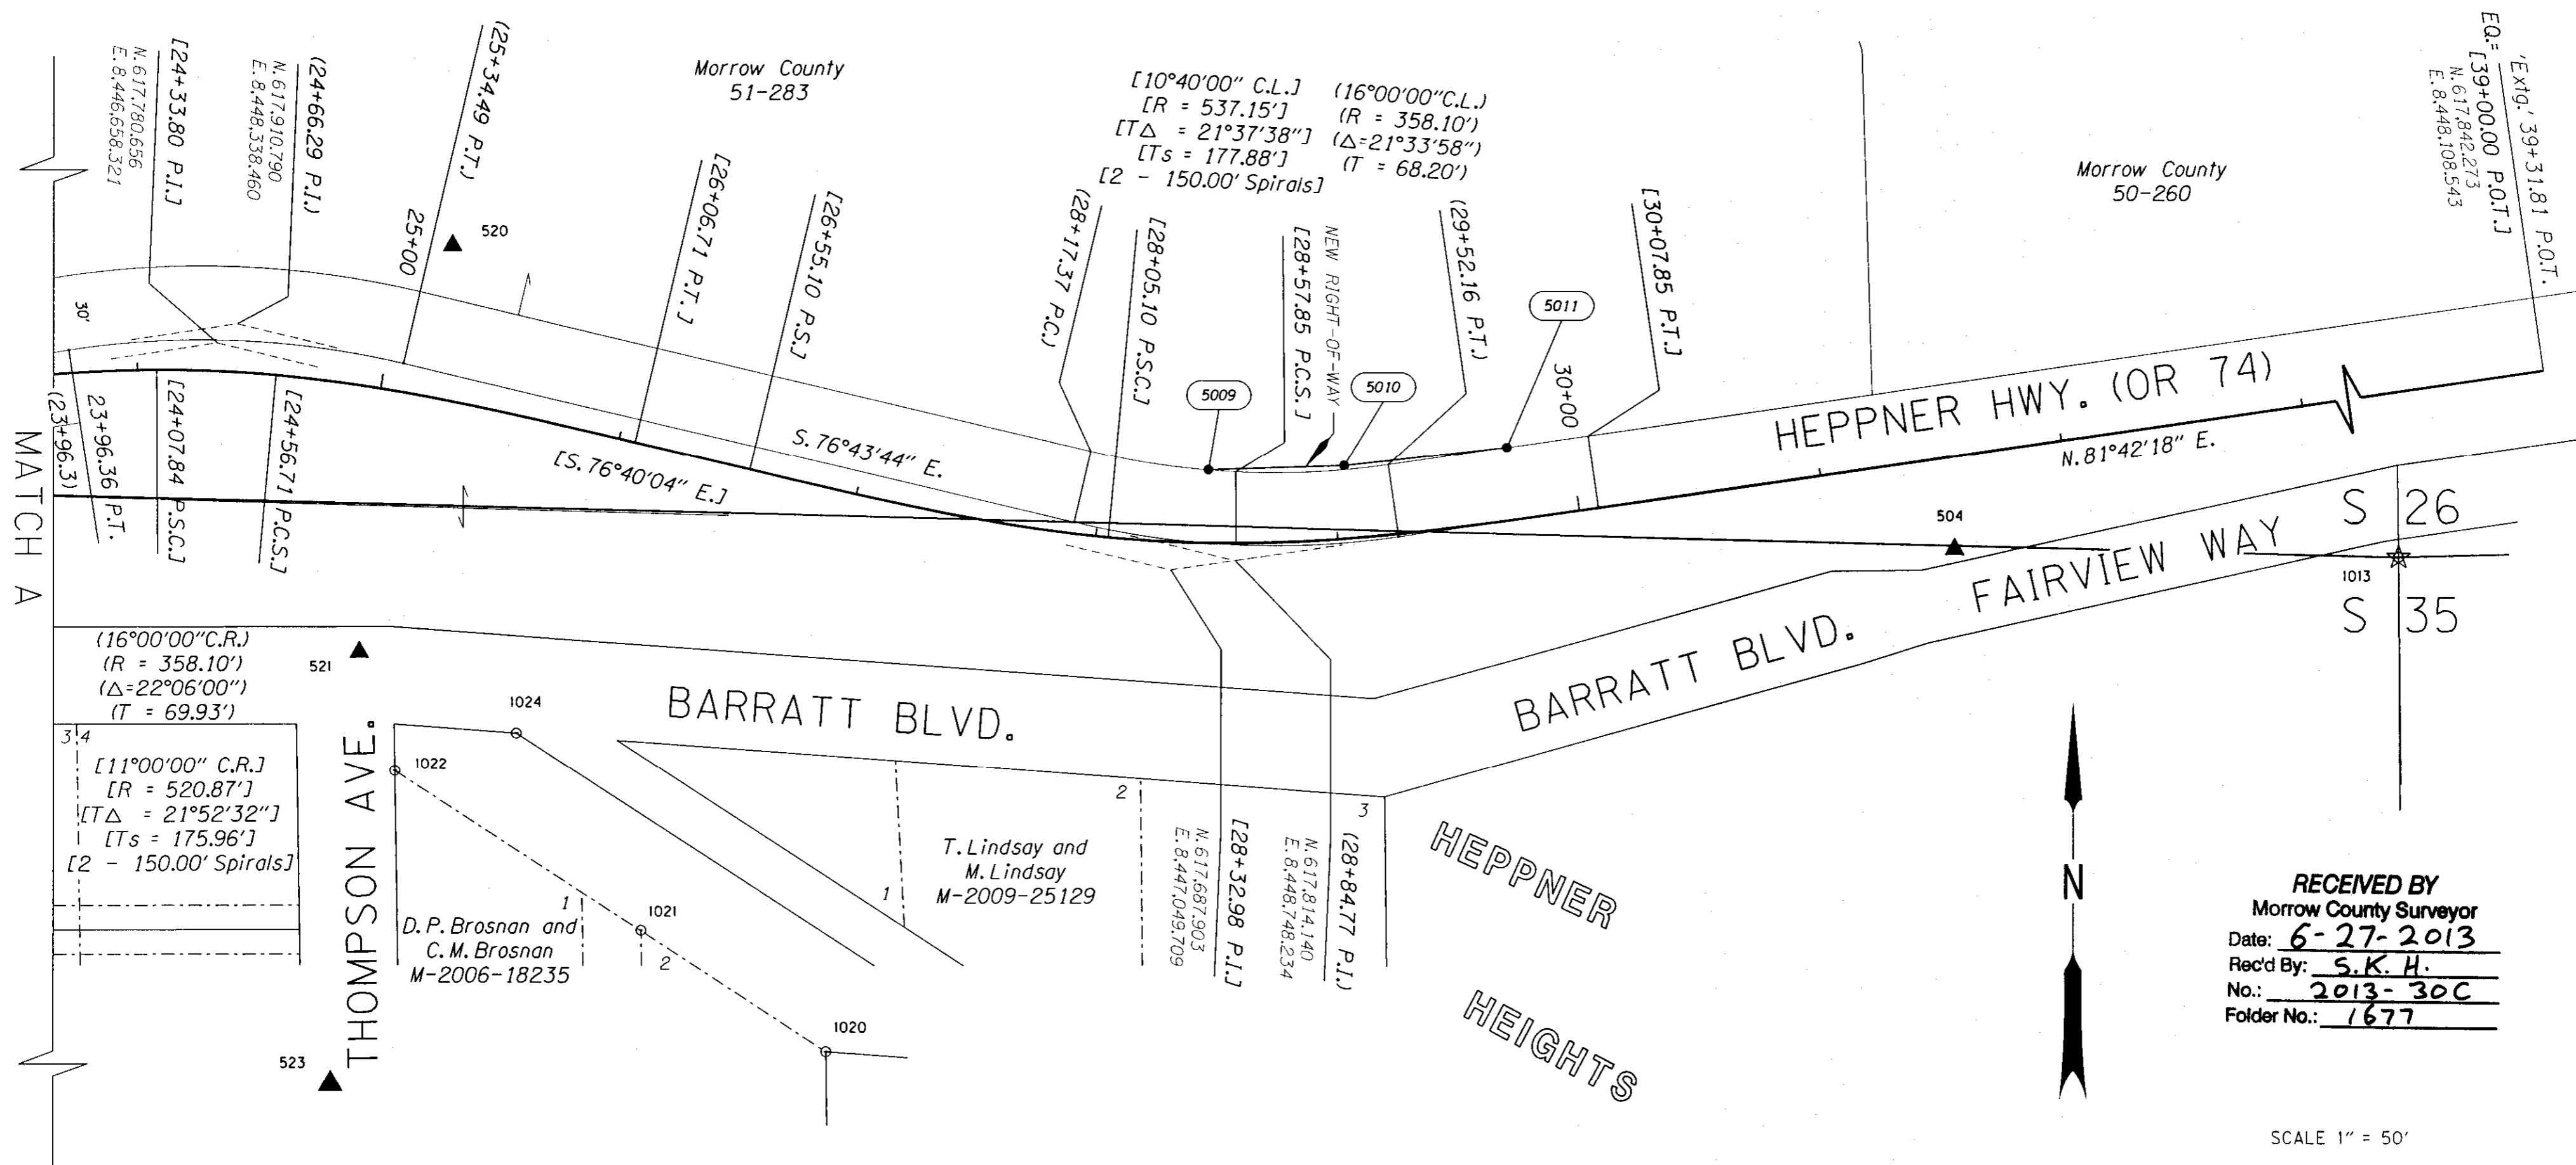 [24+33.80 P.I.]
N. 617,780.656
E. 8,446,658.321
(24+66.29 P.I.)
N. 617,910.790
E. 8,448,338.460
(25+34.49 P.T.)
25+00
520
Morrow County
51-283
[26+06.71 P.T.]
[26+55.10 P.S.]
[10°40'00" C.L.]
[R = 537.15']
[T△ = 21°37'38"]
[Ts = 177.88']
[2 - 150.00' Spirals]
(16°00'00"C.L.)
(R = 358.10')
(△=21°33'58")
(T = 68.20')
(28+17.37 P.C.)
[28+05.10 P.S.C.]
[28+57.85 P.C.S.]
NEW RIGHT-OF-WAY
(29+52.16 P.T.)
[30+07.85 P.T.]
5009
5010
5011
30+00
Morrow County
50-260
'Extg.' 39+31.81 P.O.T.
EQ.= [39+00.00 P.O.T.]
N. 617,842.273
E. 8,448,108.543
HEPPNER HWY. (OR 74)
N. 81°42'18" E.
30'
(23+96.3)
23+96.36 P.T.
[24+07.84 P.S.C.]
[24+56.71 P.C.S.]
S. 76°43'44" E.
[S. 76°40'04" E.]
MATCH A
504
S 26
1013
S 35
FAIRVIEW WAY
BARRATT BLVD.
BARRATT BLVD.
(16°00'00"C.R.)
(R = 358.10')
(△=22°06'00")
(T = 69.93')
521
1024
1022
3 4
[11°00'00" C.R.]
[R = 520.87']
[T△ = 21°52'32"]
[Ts = 175.96']
[2 - 150.00' Spirals]
THOMPSON AVE.
D. P. Brosnan and
C. M. Brosnan
M-2006-18235
1
1021
2
1020
523
T. Lindsay and
M. Lindsay
M-2009-25129
1
2
3
[28+32.98 P.I.]
N. 617,687.903
E. 8,447,049.709
(28+84.77 P.I.)
N. 617,814.140
E. 8,448,748.234
HEPPNER
HEIGHTS
N
RECEIVED BY
Morrow County Surveyor
Date: 6-27-2013
Rec'd By: S.K.H.
No.: 2013-30C
Folder No.: 1677
SCALE 1" = 50'